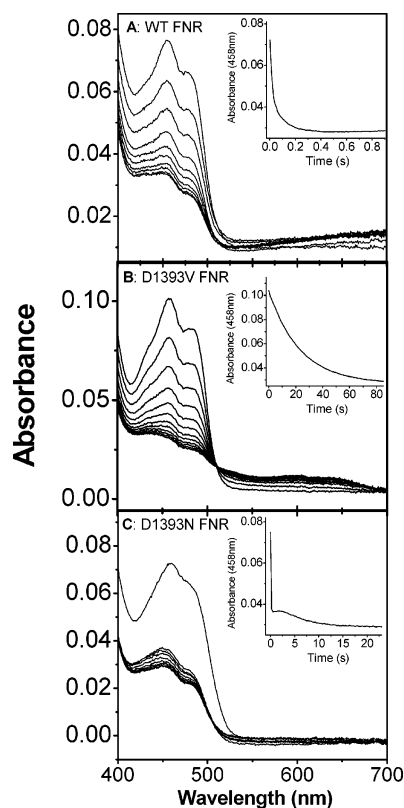 A: WT FNR
0.08
0.06
0.04
0.02
Absorbance (458nm)
0.08
0.04
0.0 0.2 0.4 0.6 0.8
Time (s)
B: D1393V FNR
0.10
0.05
0.00
Absorbance (458nm)
0.10
0.08
0.06
0.04
0 20 40 60 80
Time (s)
Absorbance
C: D1393N FNR
0.08
0.06
0.04
0.02
0.00
Absorbance (458nm)
0.08
0.04
0 5 10 15 20
Time (s)
400 500 600 700
Wavelength (nm)